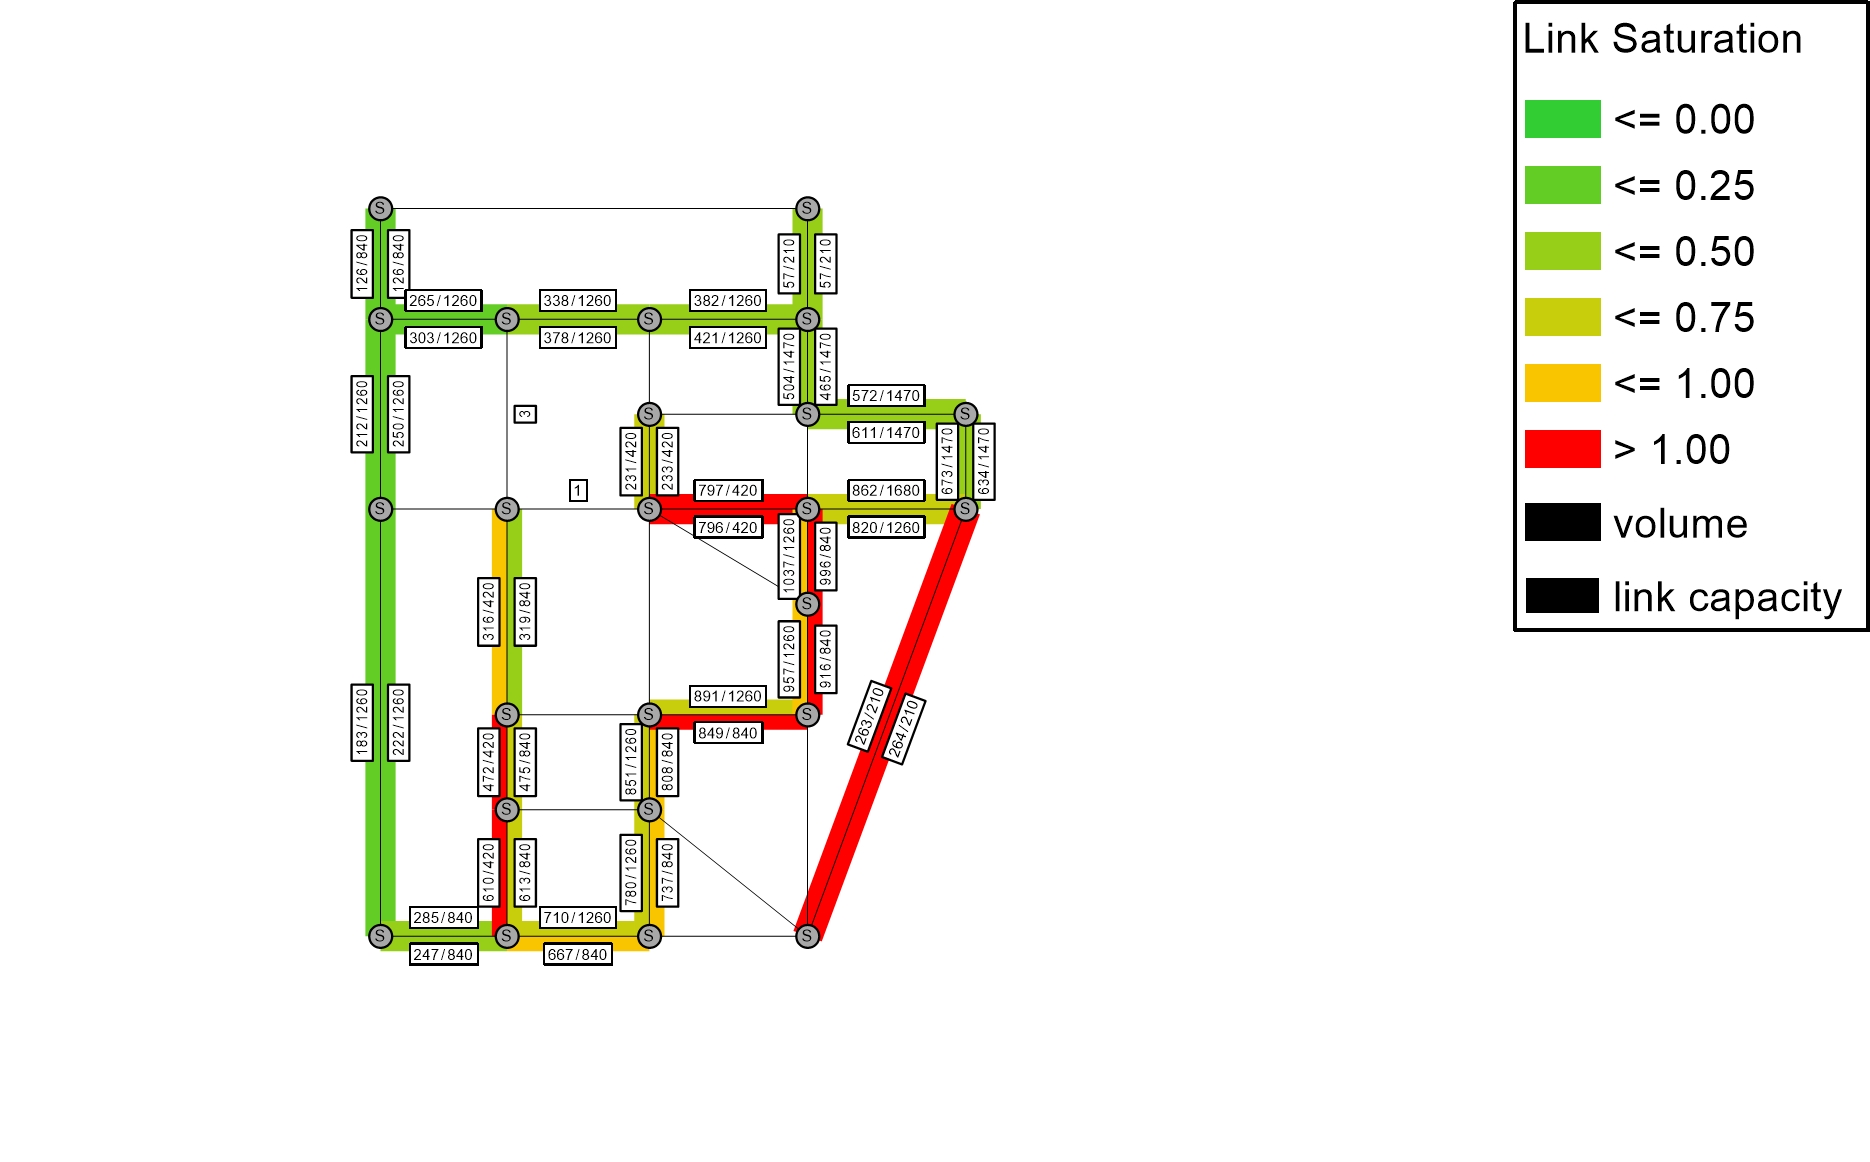 Link Saturation
<= 0.00
<= 0.25
<= 0.50
<= 0.75
<= 1.00
> 1.00
volume
link capacity
S
S
126/840
126/840
57/210
57/210
265/1260
338/1260
382/1260
S
S
S
S
303/1260
378/1260
421/1260
504/1470
465/1470
572/1470
212/1260
250/1260
3
S
S
S
611/1470
231/420
233/420
673/1470
634/1470
1
797/420
862/1680
S
S
S
S
S
796/420
820/1260
1037/1260
996/840
S
316/420
319/840
957/1260
916/840
891/1260
183/1260
222/1260
S
S
S
849/840
263/210
264/210
472/420
475/840
851/1260
808/840
S
S
610/420
613/840
780/1260
737/840
285/840
710/1260
S
S
S
S
247/840
667/840